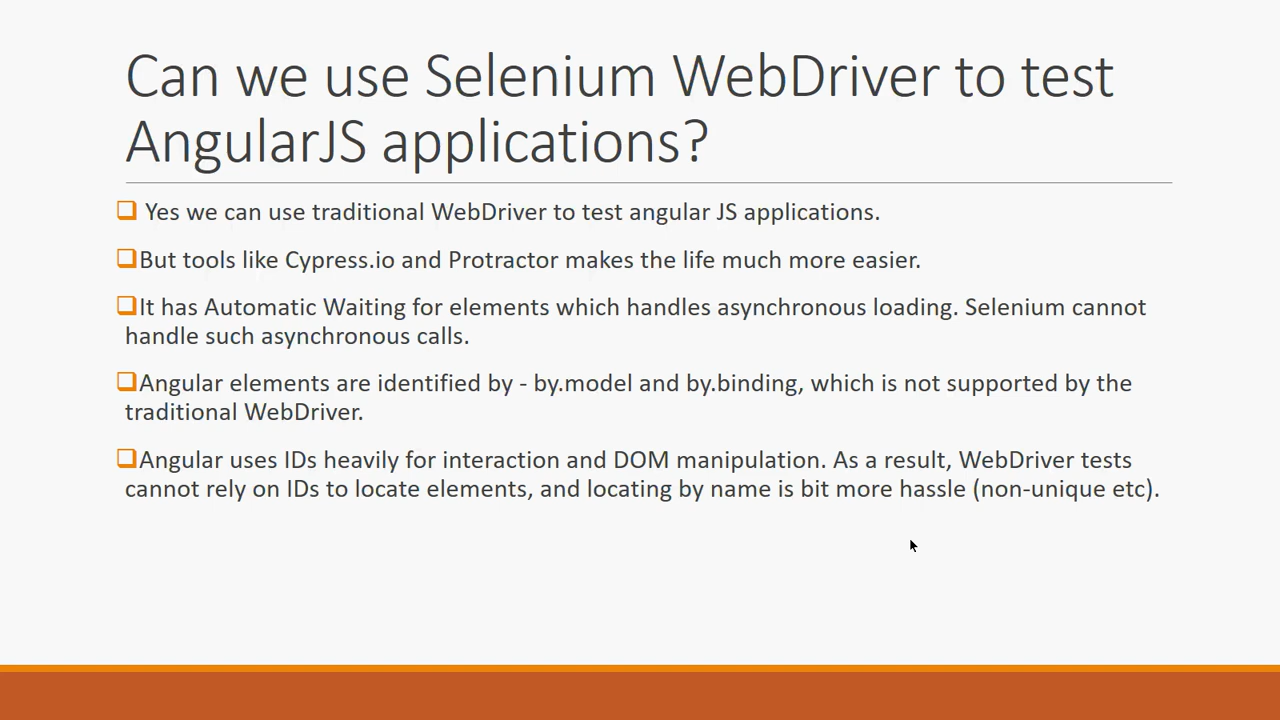 Can we use Selenium WebDriver to test
AngularJS applications?
Yes we can use traditional WebDriver to test angular JS applications.
But tools like Cypress.io and Protractor makes the life much more easier.
It has Automatic Waiting for elements which handles asynchronous loading. Selenium cannot
handle such asynchronous calls.
Angular elements are identified by - by.model and by.binding, which is not supported by the
traditional WebDriver.
Angular uses IDs heavily for interaction and DOM manipulation. As a result, WebDriver tests
cannot rely on IDs to locate elements, and locating by name is bit more hassle (non-unique etc).